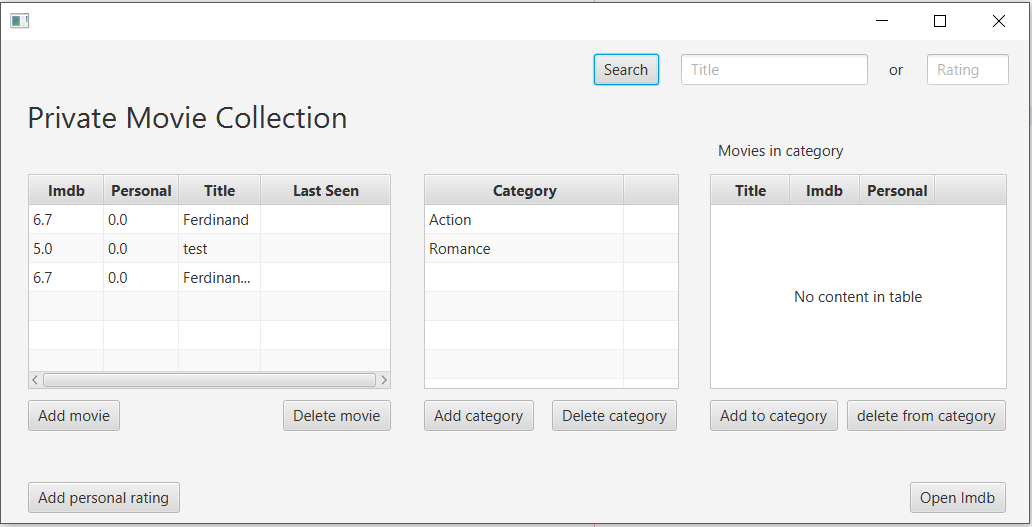 Search Title or Rating
Private Movie Collection
Movies in category
Imdb Personal Title Last Seen
6.7 0.0 Ferdinand
5.0 0.0 test
6.7 0.0 Ferdinan...
Category
Action
Romance
Title Imdb Personal
No content in table
Add movie Delete movie Add category Delete category Add to category delete from category
Add personal rating Open Imdb